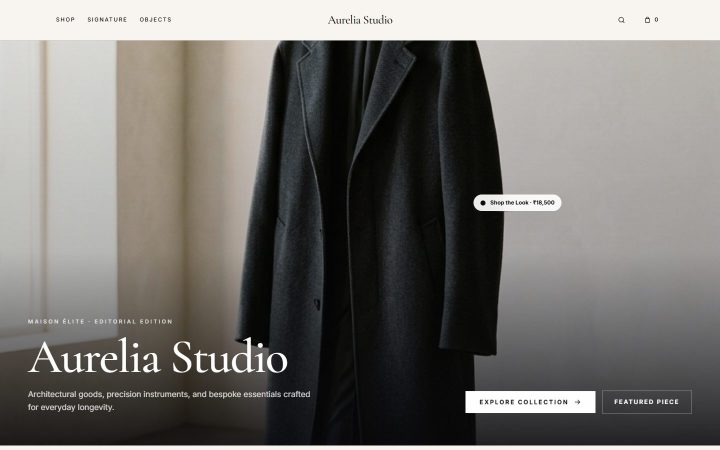 SHOP SIGNATURE OBJECTS
Aurelia Studio
0
Shop the Look · ₹18,500
MAISON ÉLITE · EDITORIAL EDITION
Aurelia Studio
Architectural goods, precision instruments, and bespoke essentials crafted
for everyday longevity.
EXPLORE COLLECTION →
FEATURED PIECE